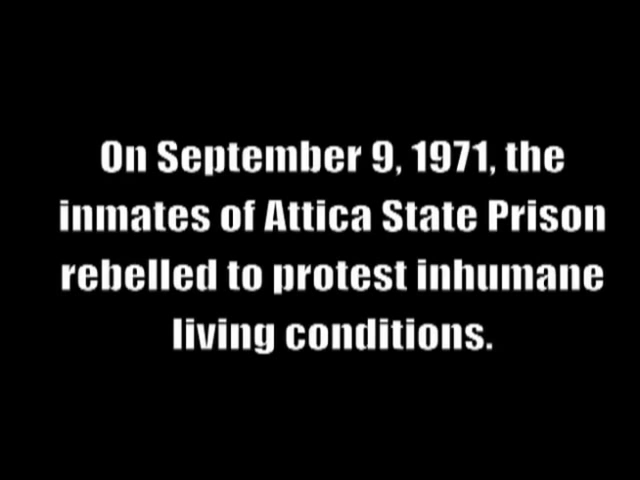 On September 9, 1971, the
inmates of Attica State Prison
rebelled to protest inhumane
living conditions.